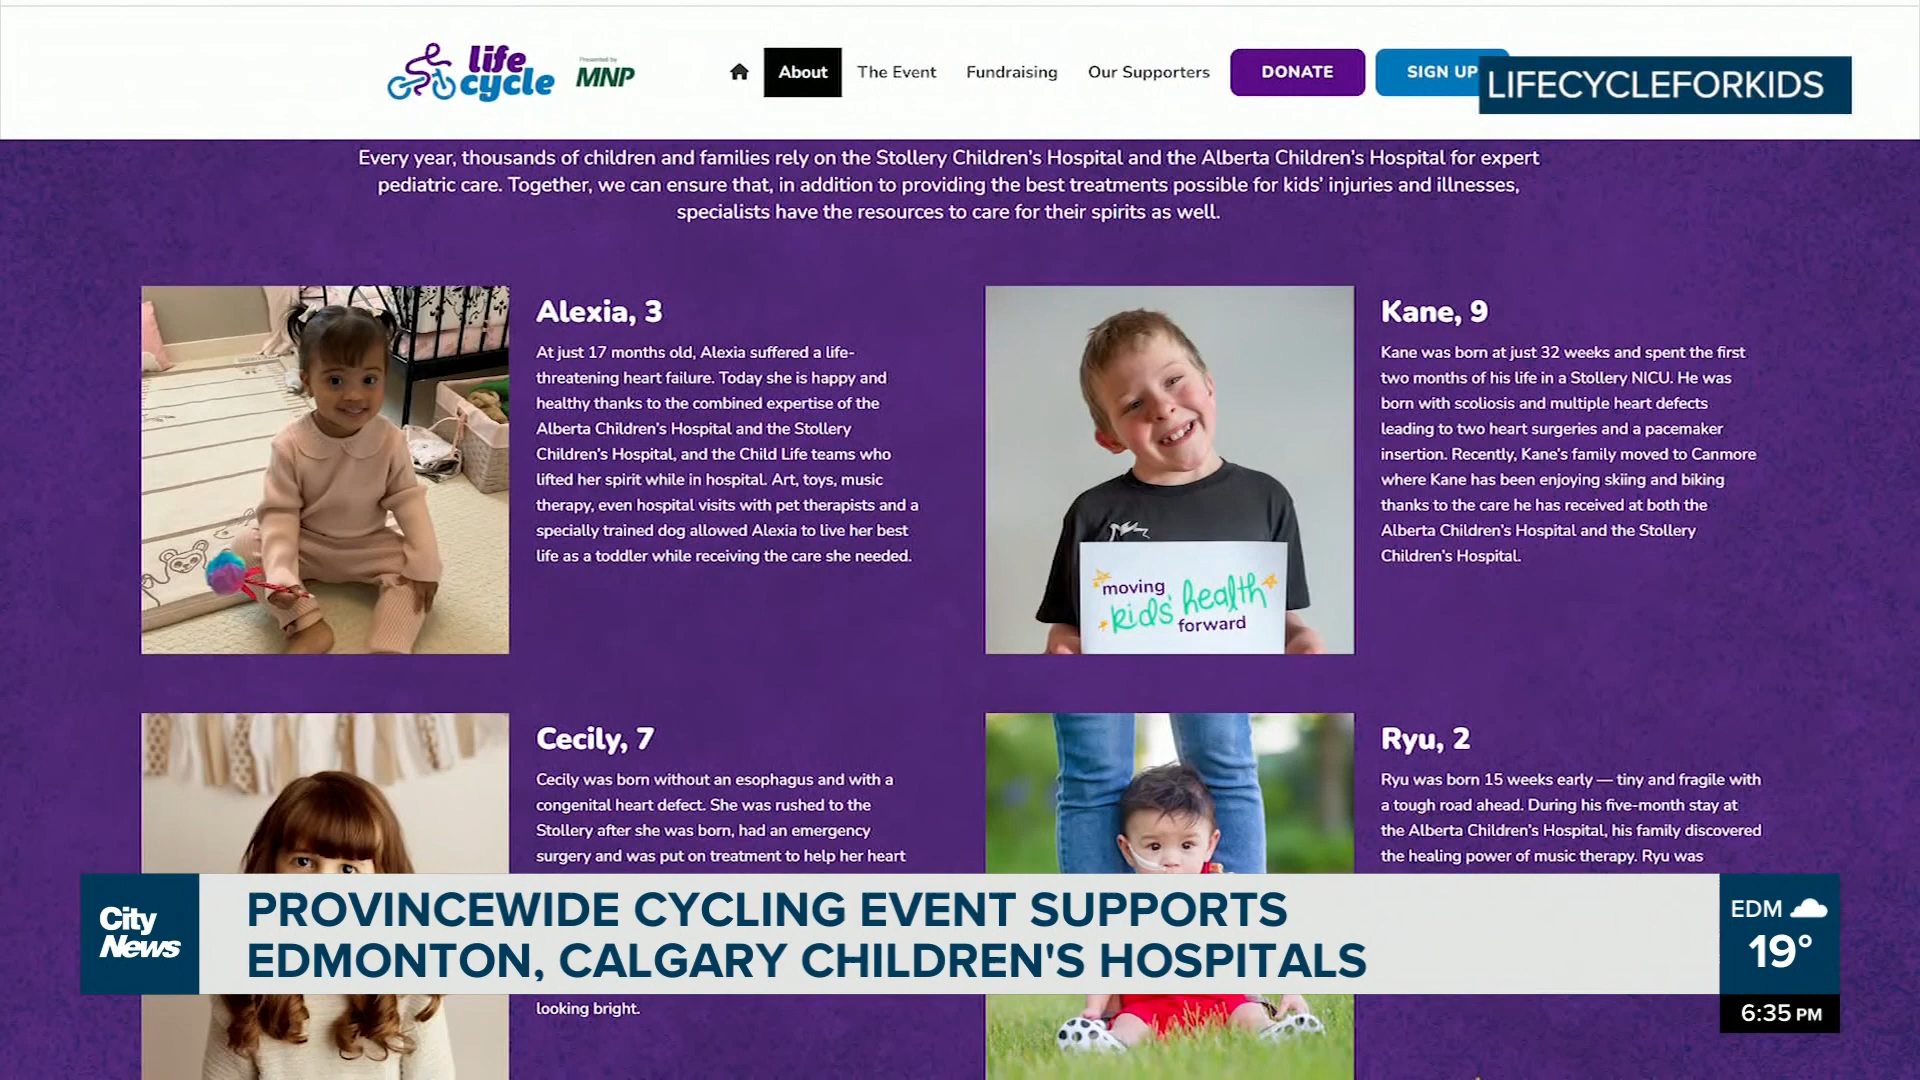 life
cycle
Presented by
MNP
About
The Event
Fundraising
Our Supporters
DONATE
SIGN UP
LIFECYCLEFORKIDS
Every year, thousands of children and families rely on the Stollery Children's Hospital and the Alberta Children's Hospital for expert
pediatric care. Together, we can ensure that, in addition to providing the best treatments possible for kids' injuries and illnesses,
specialists have the resources to care for their spirits as well.
Alexia, 3
At just 17 months old, Alexia suffered a life-
threatening heart failure. Today she is happy and
healthy thanks to the combined expertise of the
Alberta Children's Hospital and the Stollery
Children's Hospital, and the Child Life teams who
lifted her spirit while in hospital. Art, toys, music
therapy, even hospital visits with pet therapists and a
specially trained dog allowed Alexia to live her best
life as a toddler while receiving the care she needed.
Kane, 9
Kane was born at just 32 weeks and spent the first
two months of his life in a Stollery NICU. He was
born with scoliosis and multiple heart defects
leading to two heart surgeries and a pacemaker
insertion. Recently, Kane's family moved to Canmore
where Kane has been enjoying skiing and biking
thanks to the care he has received at both the
Alberta Children's Hospital and the Stollery
Children's Hospital.
moving
kids' health
forward
Cecily, 7
Cecily was born without an esophagus and with a
congenital heart defect. She was rushed to the
Stollery after she was born, had an emergency
surgery and was put on treatment to help her heart
looking bright.
Ryu, 2
Ryu was born 15 weeks early — tiny and fragile with
a tough road ahead. During his five-month stay at
the Alberta Children's Hospital, his family discovered
the healing power of music therapy. Ryu was
City
News
PROVINCEWIDE CYCLING EVENT SUPPORTS
EDMONTON, CALGARY CHILDREN'S HOSPITALS
EDM
19°
6:35 PM